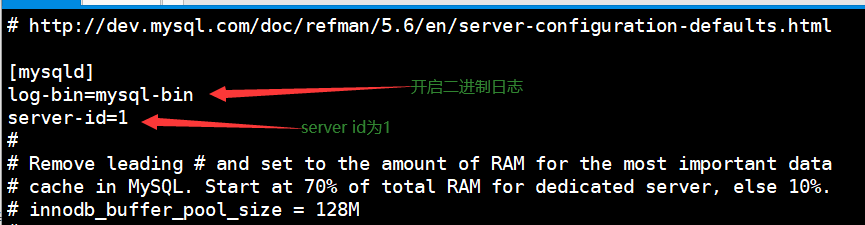 # http://dev.mysql.com/doc/refman/5.6/en/server-configuration-defaults.html
[mysqld]
log-bin=mysql-bin
开启二进制日志
server-id=1
server id为1
#
# Remove leading # and set to the amount of RAM for the most important data
# cache in MySQL. Start at 70% of total RAM for dedicated server, else 10%.
# innodb_buffer_pool_size = 128M